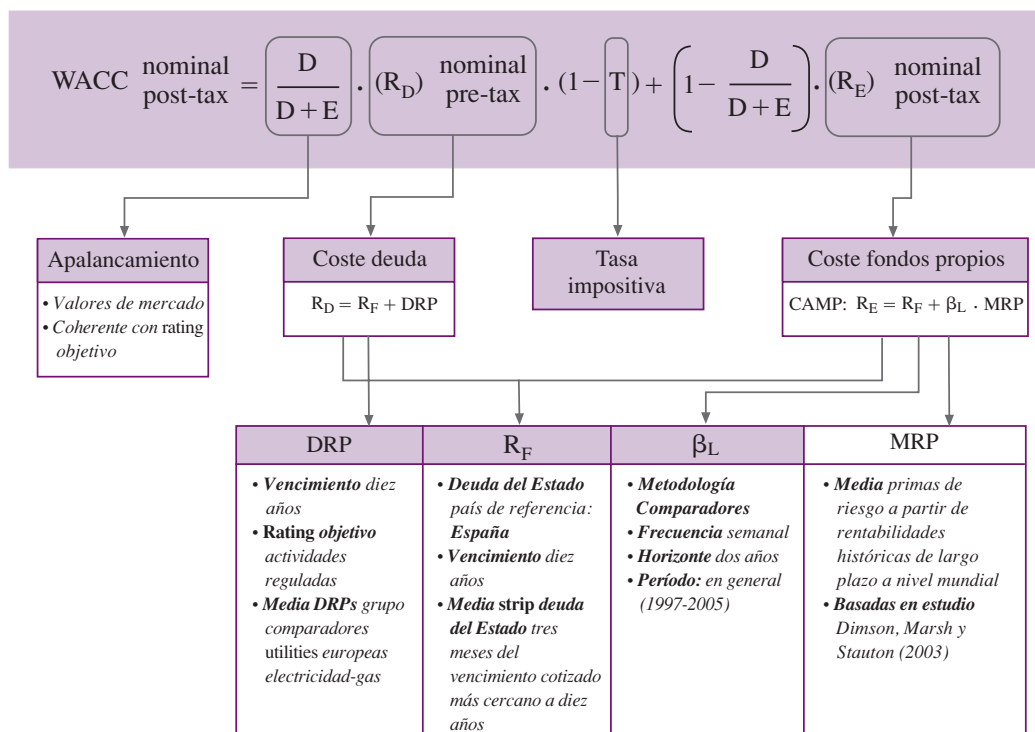 WACC nominal post-tax = D / (D + E) · (R_D) nominal pre-tax · (1 - T) + (1 - D / (D + E)) · (R_E) nominal post-tax
Apalancamiento
• Valores de mercado
• Coherente con rating
objetivo
Coste deuda
R_D = R_F + DRP
Tasa
impositiva
Coste fondos propios
CAMP: R_E = R_F + β_L · MRP
DRP
• Vencimiento diez
años
• Rating objetivo
actividades
reguladas
• Media DRPs grupo
comparadores
utilities europeas
electricidad-gas
R_F
• Deuda del Estado
país de referencia:
España
• Vencimiento diez
años
• Media strip deuda
del Estado tres
meses del
vencimiento cotizado
más cercano a diez
años
β_L
• Metodología
Comparadores
• Frecuencia semanal
• Horizonte dos años
• Período: en general
(1997-2005)
MRP
• Media primas de
riesgo a partir de
rentabilidades
históricas de largo
plazo a nivel mundial
• Basadas en estudio
Dimson, Marsh y
Stauton (2003)